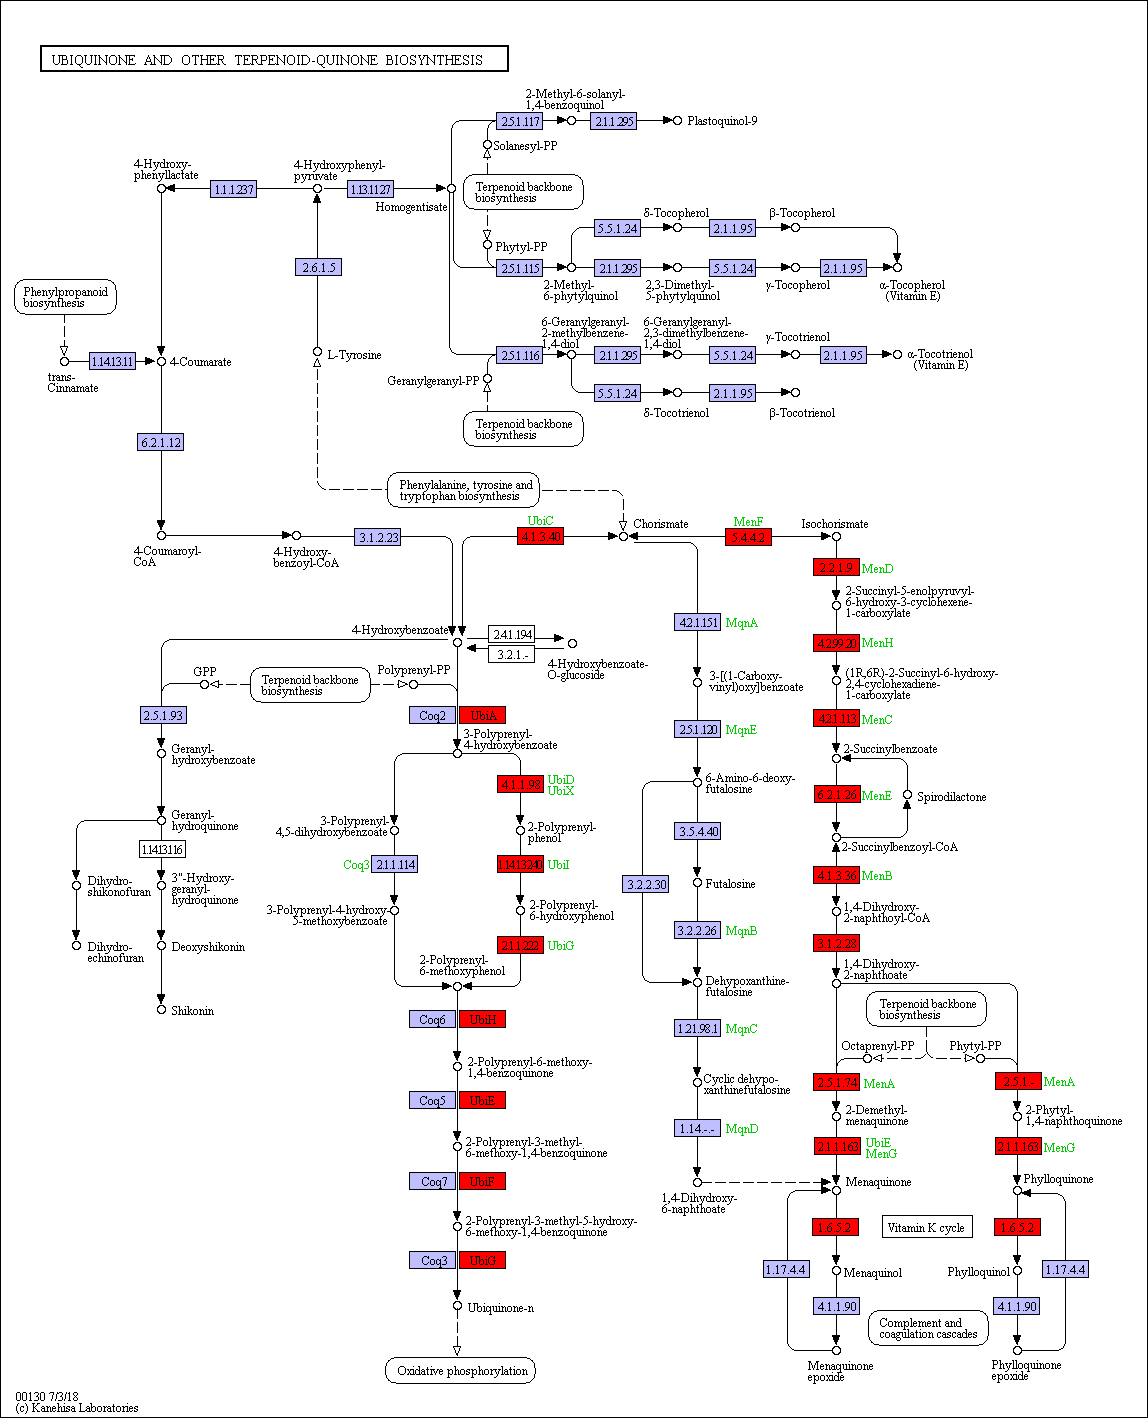 UBIQUINONE AND OTHER TERPENOID-QUINONE BIOSYNTHESIS
2-Methyl-6-solanyl-
1,4-benzoquinol
2.5.1.117
2.1.1.295
Plastoquinol-9
Solanesyl-PP
4-Hydroxy-
phenyllactate
4-Hydroxyphenyl-
pyruvate
1.1.1.237
1.13.11.27
Homogentisate
Terpenoid backbone
biosynthesis
δ-Tocopherol
β-Tocopherol
5.5.1.24
2.1.1.95
Phytyl-PP
2.6.1.5
2.5.1.115
2.1.1.295
5.5.1.24
2.1.1.95
2-Methyl-
6-phytylquinol
2,3-Dimethyl-
5-phytylquinol
γ-Tocopherol
α-Tocopherol
(Vitamin E)
Phenylpropanoid
biosynthesis
6-Geranylgeranyl-
2-methylbenzene-
1,4-diol
6-Geranylgeranyl-
2,3-dimethylbenzene-
1,4-diol
γ-Tocotrienol
1.14.13.11
4-Coumarate
L-Tyrosine
2.5.1.116
2.1.1.295
5.5.1.24
2.1.1.95
α-Tocotrienol
(Vitamin E)
trans-
Cinnamate
Geranylgeranyl-PP
5.5.1.24
2.1.1.95
δ-Tocotrienol
β-Tocotrienol
Terpenoid backbone
biosynthesis
6.2.1.12
Phenylalanine, tyrosine and
tryptophan biosynthesis
UbiC
Chorismate
MenF
Isochorismate
3.1.2.23
4.1.3.40
5.4.4.2
4-Coumaroyl-
CoA
4-Hydroxy-
benzoyl-CoA
2.2.1.9
MenD
2-Succinyl-5-enolpyruvyl-
6-hydroxy-3-cyclohexene-
1-carboxylate
4.2.1.151
MqnA
4-Hydroxybenzoate
2.4.1.194
3.2.1.-
4-Hydroxybenzoate-
O-glucoside
4.2.99.20
MenH
GPP
Terpenoid backbone
biosynthesis
Polyprenyl-PP
3-[(1-Carboxy-
vinyl)oxy]benzoate
(1R,6R)-2-Succinyl-6-hydroxy-
2,4-cyclohexadiene-
1-carboxylate
2.5.1.93
Coq2
UbiA
2.5.1.120
MqnE
4.2.1.113
MenC
3-Polyprenyl-
4-hydroxybenzoate
Geranyl-
hydroxybenzoate
2-Succinylbenzoate
4.1.1.98
UbiD
UbiX
6-Amino-6-deoxy-
futalosine
6.2.1.26
MenE
Spirodilactone
Geranyl-
hydroquinone
3-Polyprenyl-
4,5-dihydroxybenzoate
2-Polyprenyl-
phenol
3.5.4.40
2-Succinylbenzoyl-CoA
1.14.13.116
Coq3
2.1.1.114
1.14.13.240
UbiI
4.1.3.36
MenB
Dihydro-
shikonofuran
3"-Hydroxy-
geranyl-
hydroquinone
3.2.2.30
Futalosine
3-Polyprenyl-4-hydroxy-
5-methoxybenzoate
2-Polyprenyl-
6-hydroxyphenol
1,4-Dihydroxy-
2-naphthoyl-CoA
3.2.2.26
MqnB
Dihydro-
echinofuran
Deoxyshikonin
2.1.1.222
UbiG
3.1.2.28
2-Polyprenyl-
6-methoxyphenol
1,4-Dihydroxy-
2-naphthoate
Dehypoxanthine-
futalosine
Shikonin
Terpenoid backbone
biosynthesis
Coq6
UbiH
1.21.98.1
MqnC
Octaprenyl-PP
Phytyl-PP
2-Polyprenyl-6-methoxy-
1,4-benzoquinone
Cyclic dehypo-
xanthinefutalosine
2.5.1.74
MenA
2.5.1.-
MenA
Coq5
UbiE
2-Demethyl-
menaquinone
2-Phytyl-
1,4-naphthoquinone
1.14.-.-
MqnD
2-Polyprenyl-3-methyl-
6-methoxy-1,4-benzoquinone
2.1.1.163
UbiE
MenG
2.1.1.163
MenG
Coq7
UbiF
Menaquinone
Phylloquinone
1,4-Dihydroxy-
6-naphthoate
2-Polyprenyl-3-methyl-5-hydroxy-
6-methoxy-1,4-benzoquinone
1.6.5.2
Vitamin K cycle
1.6.5.2
Coq3
UbiG
1.17.4.4
Menaquinol
Phylloquinol
1.17.4.4
Ubiquinone-n
4.1.1.90
4.1.1.90
Complement and
coagulation cascades
Oxidative phosphorylation
Menaquinone
epoxide
Phylloquinone
epoxide
00130 7/3/18
(c) Kanehisa Laboratories